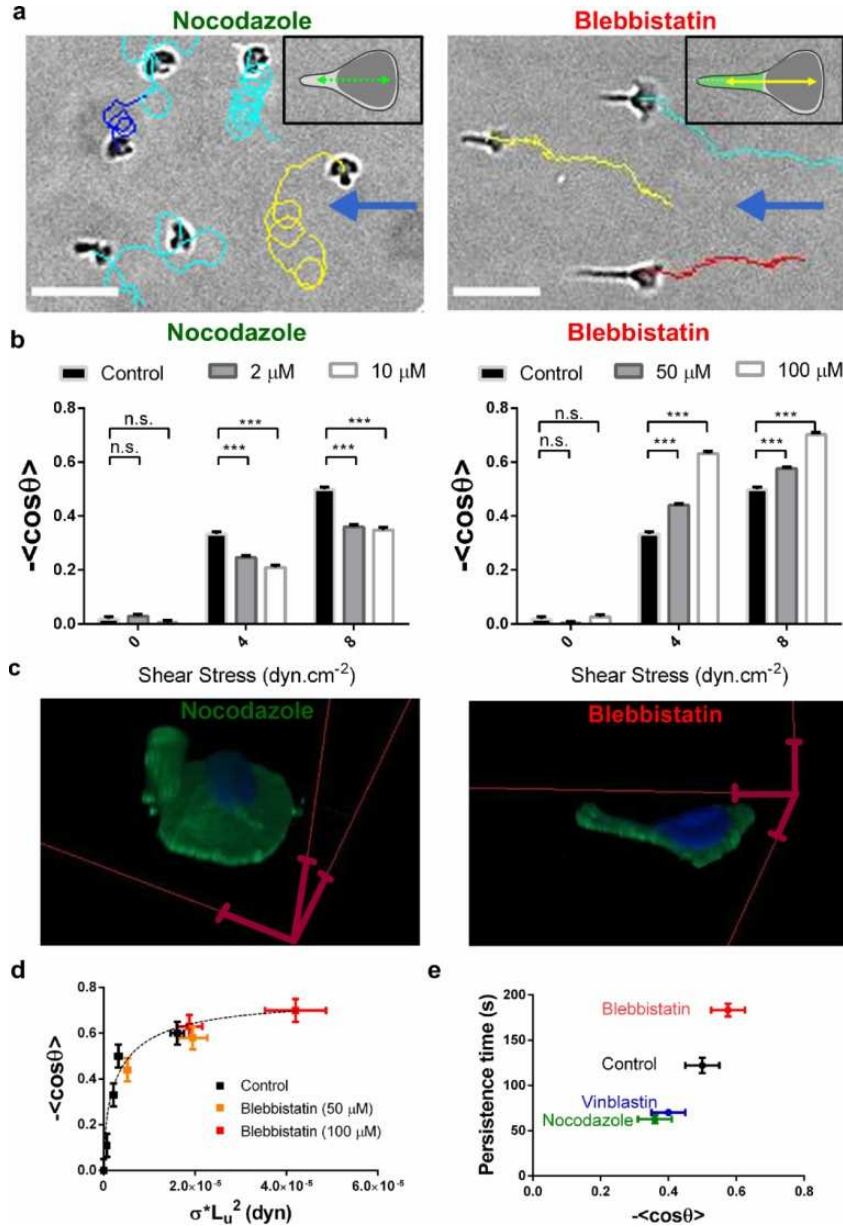 a
Nocodazole
Blebbistatin
b
Nocodazole
Blebbistatin
Control
2 μM
10 μM
Control
50 μM
100 μM
-<cosθ>
0.8
0.6
0.4
0.2
0.0
n.s.
n.s.
***
***
***
***
0
4
8
Shear Stress (dyn.cm-2)
-<cosθ>
0.8
0.6
0.4
0.2
0.0
n.s.
n.s.
***
***
***
***
0
4
8
Shear Stress (dyn.cm-2)
c
Nocodazole
Blebbistatin
d
-<cosθ>
0.8
0.6
0.4
0.2
0.0
Control
Blebbistatin (50 μM)
Blebbistatin (100 μM)
0
2.0×10-5
4.0×10-5
6.0×10-5
σ*Lu2 (dyn)
e
Persistence time (s)
200
150
100
50
0
Blebbistatin
Control
Vinblastin
Nocodazole
0.0
0.2
0.4
0.6
0.8
-<cosθ>